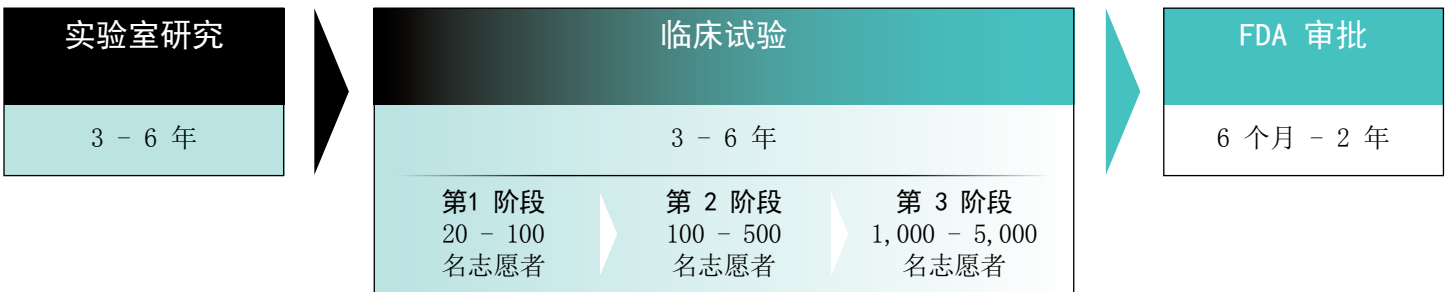 实验室研究
3 - 6 年
临床试验
3 - 6 年
第1 阶段
20 - 100
名志愿者
第 2 阶段
100 - 500
名志愿者
第 3 阶段
1,000 - 5,000
名志愿者
FDA 审批
6 个月 - 2 年